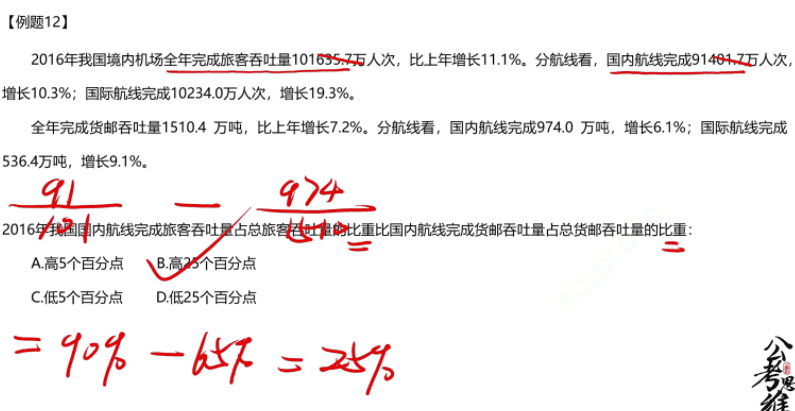 【例题12】
2016年我国境内机场全年完成旅客吞吐量101635.7万人次，比上年增长11.1%。分航线看，国内航线完成91401.7万人次，
增长10.3%；国际航线完成10234.0万人次，增长19.3%。
全年完成货邮吞吐量1510.4 万吨，比上年增长7.2%。分航线看，国内航线完成974.0 万吨，增长6.1%；国际航线完成
536.4万吨，增长9.1%。
91 — 974
101 1510
2016年我国国内航线完成旅客吞吐量占总旅客吞吐量的比重比国内航线完成货邮吞吐量占总货邮吞吐量的比重：
A.高5个百分点 B.高25个百分点
C.低5个百分点 D.低25个百分点
= 90% — 65% = 25%
公考思维